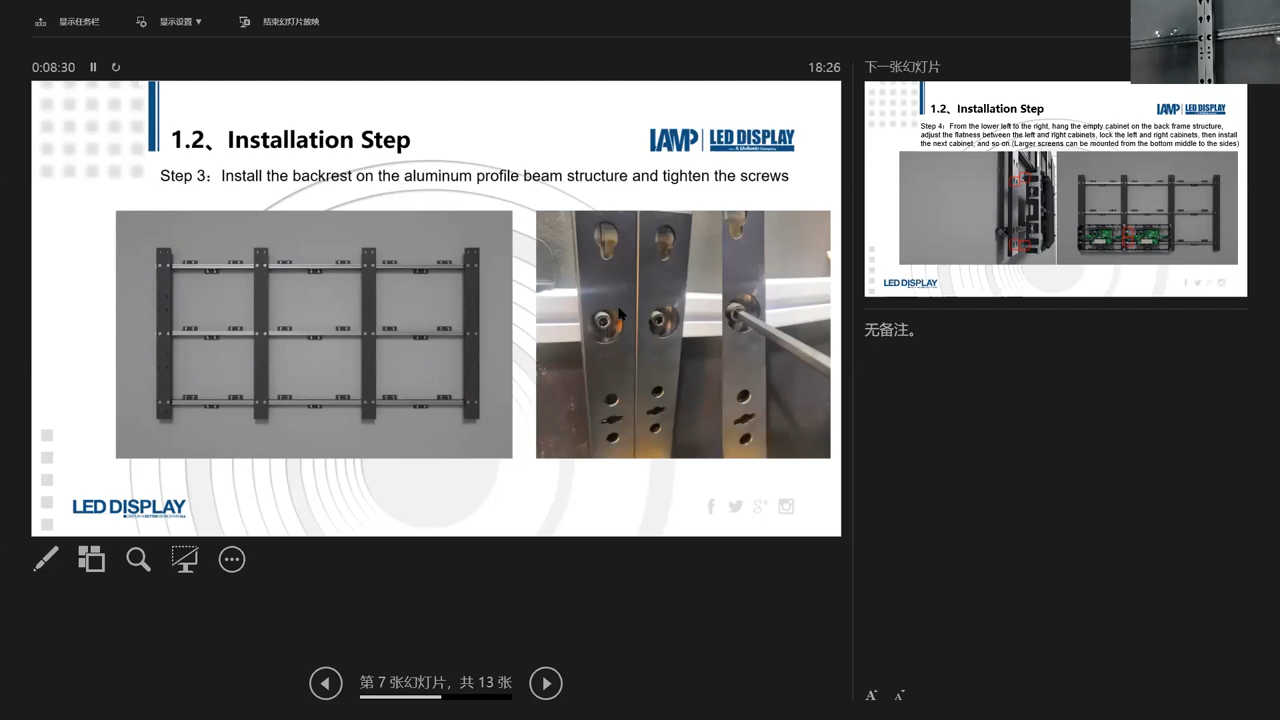 显示任务栏
显示设置 ▼
结束幻灯片放映
0:08:30
18:26
1.2、Installation Step
LAMP LED DISPLAY
Step 3：Install the backrest on the aluminum profile beam structure and tighten the screws
LED DISPLAY
第 7 张幻灯片，共 13 张
下一张幻灯片
1.2、Installation Step
LAMP LED DISPLAY
Step 4：From the lower left to the right, hang the empty cabinet on the back frame structure,
adjust the flatness between the left and right cabinets, lock the left and right cabinets, then install
the next cabinet, and so on.(Larger screens can be mounted from the bottom middle to the sides)
LED DISPLAY
无备注。